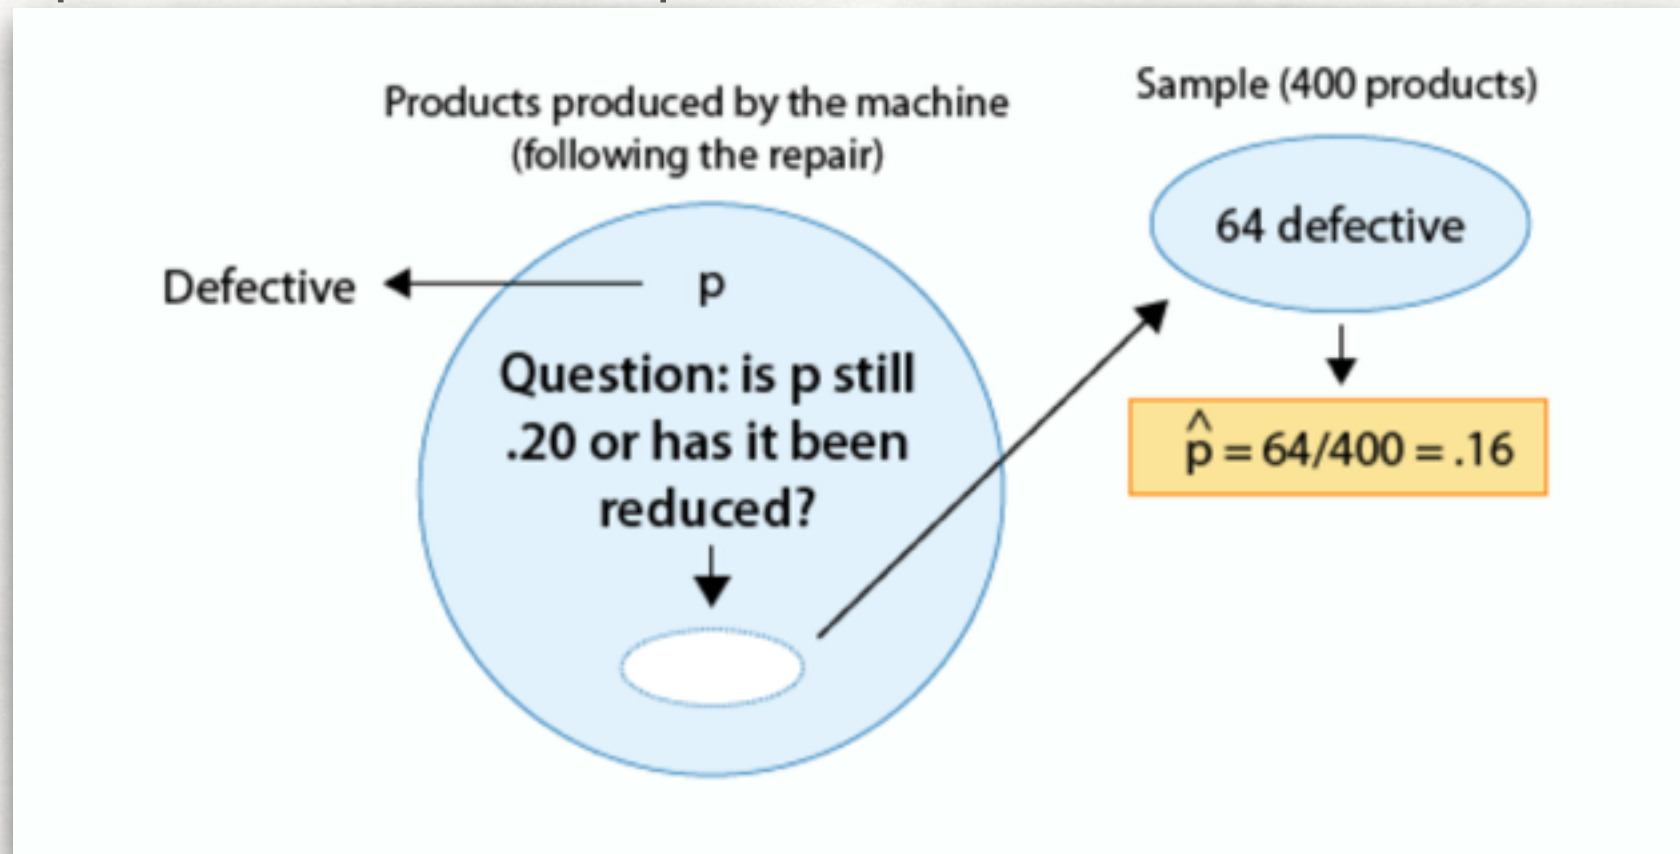 Products produced by the machine
(following the repair)
Sample (400 products)
64 defective
Defective
p
Question: is p still
.20 or has it been
reduced?
p̂ = 64/400 = .16